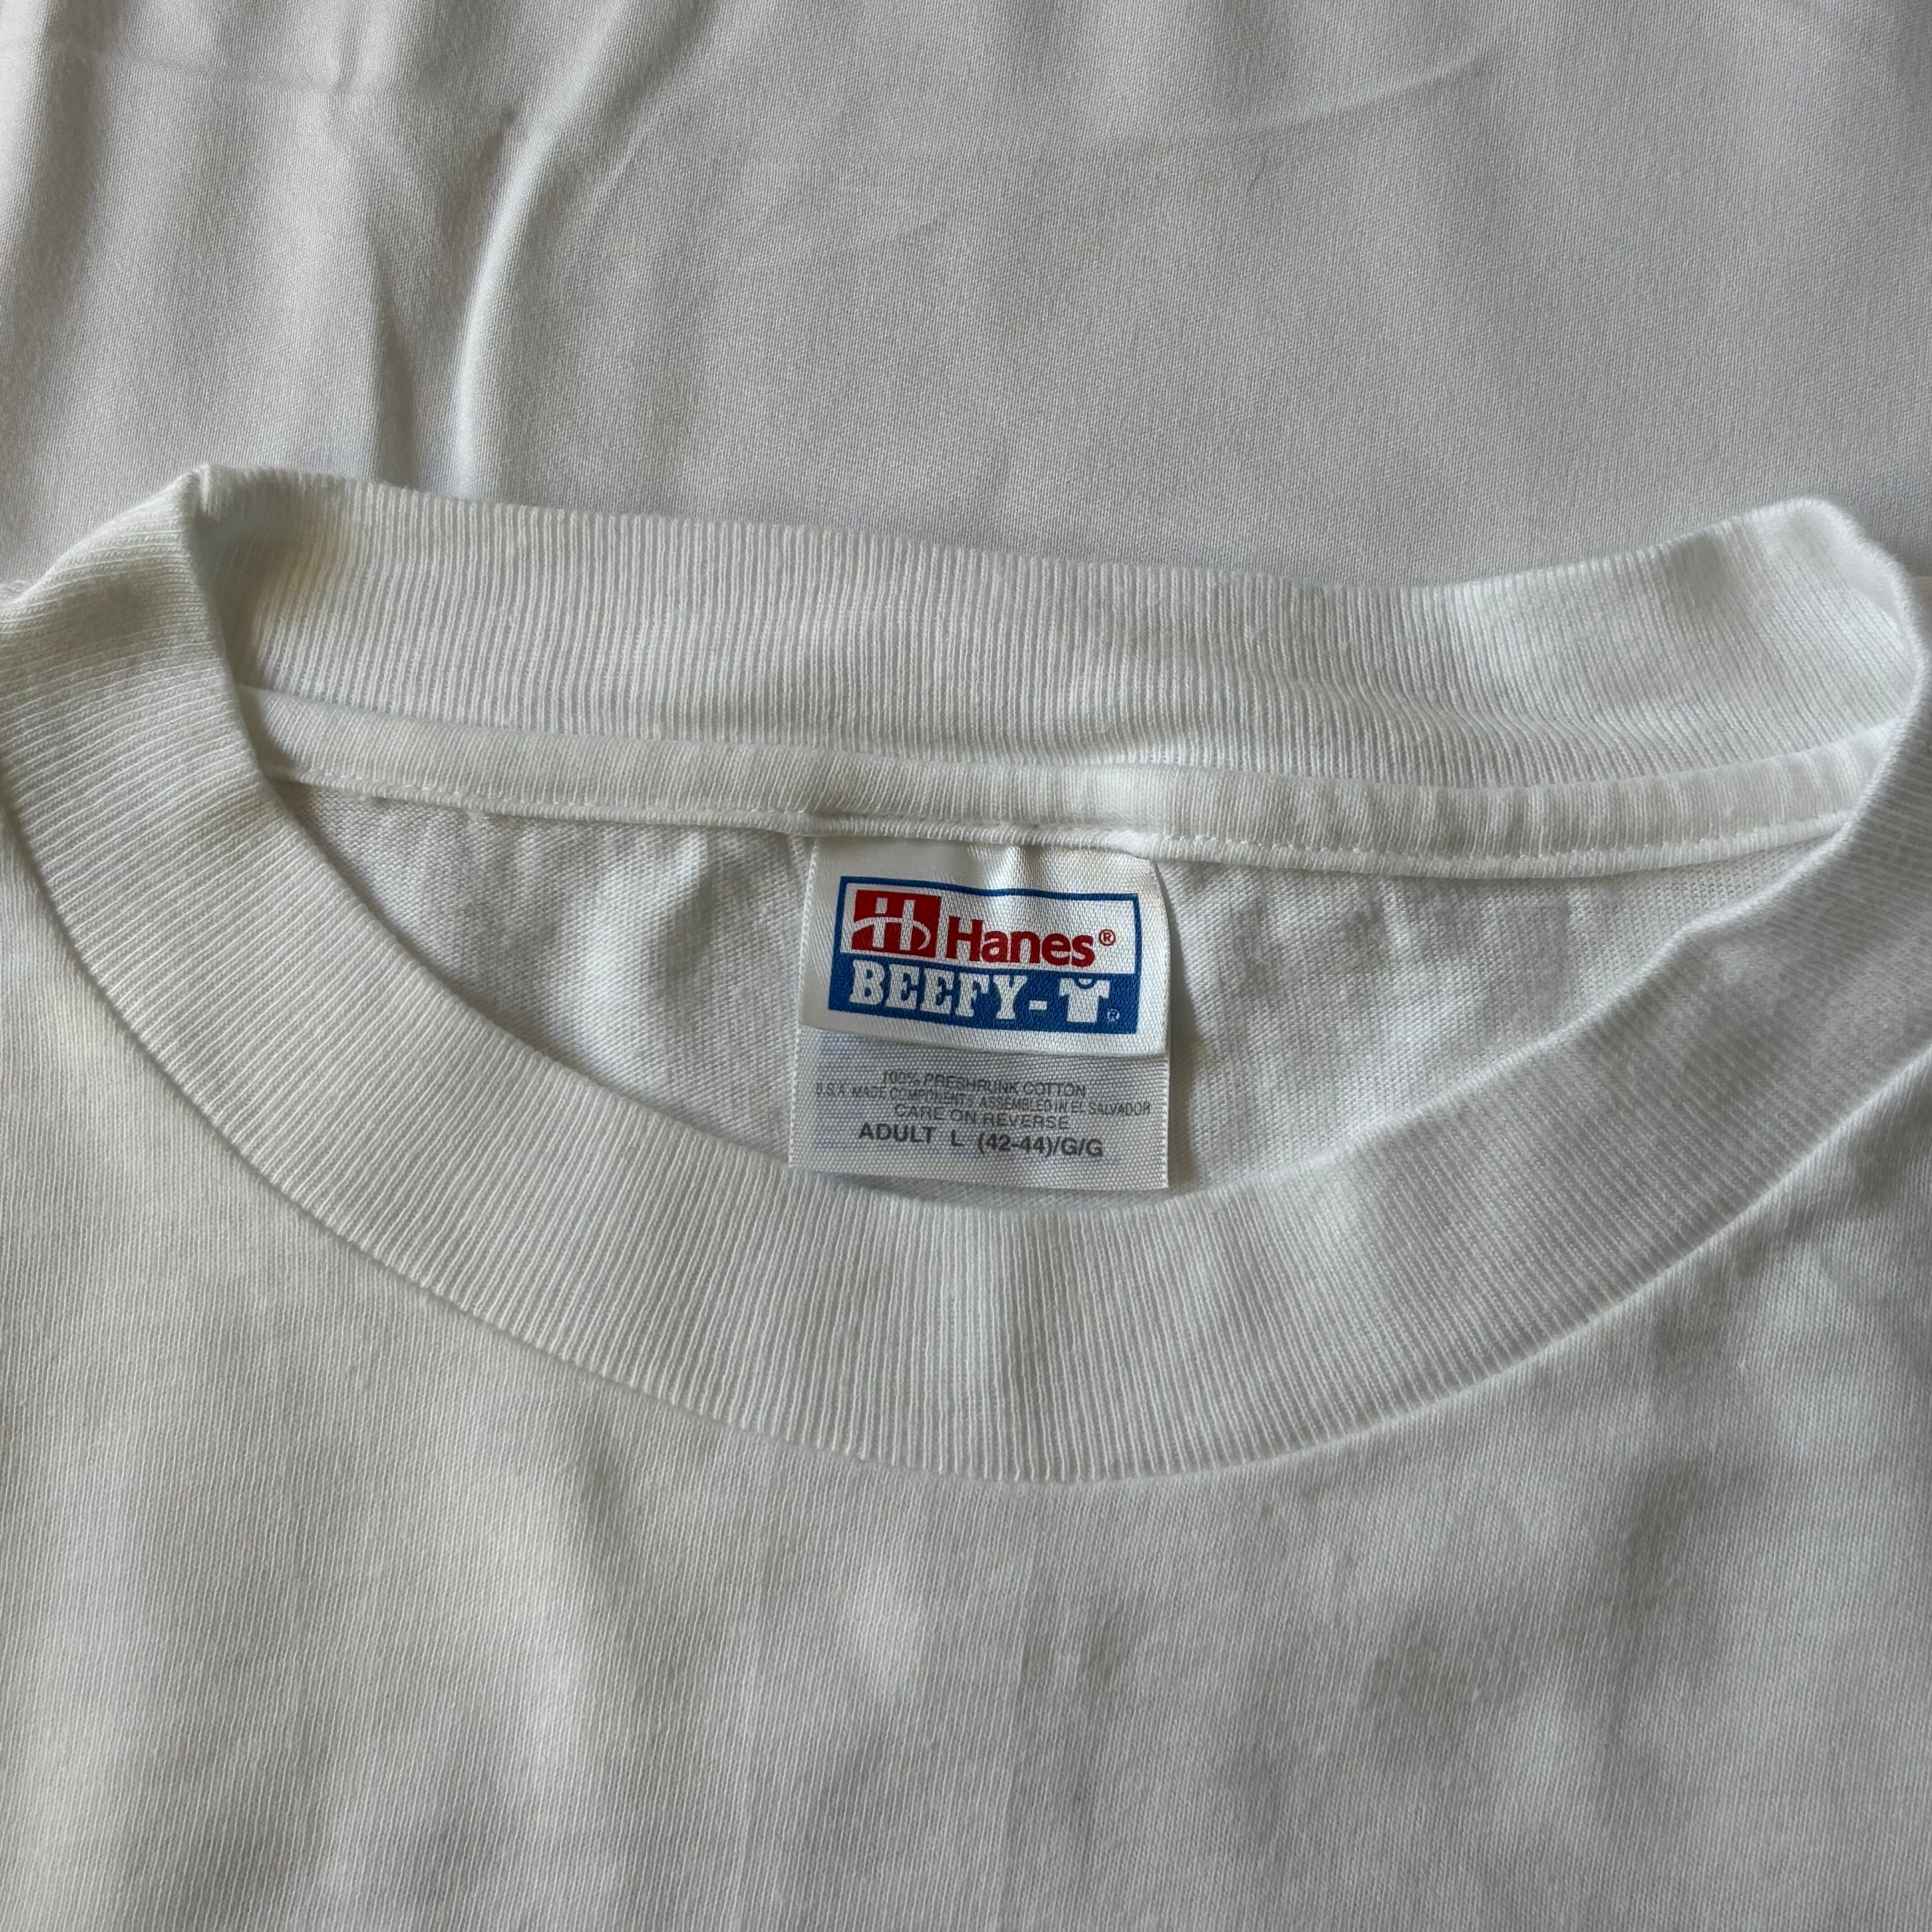 Hanes®
BEEFY-T®
100% PRESHRUNK COTTON
U.S.A. MADE COMPONENTS ASSEMBLED IN EL SALVADOR
CARE ON REVERSE
ADULT L (42-44)/G/G